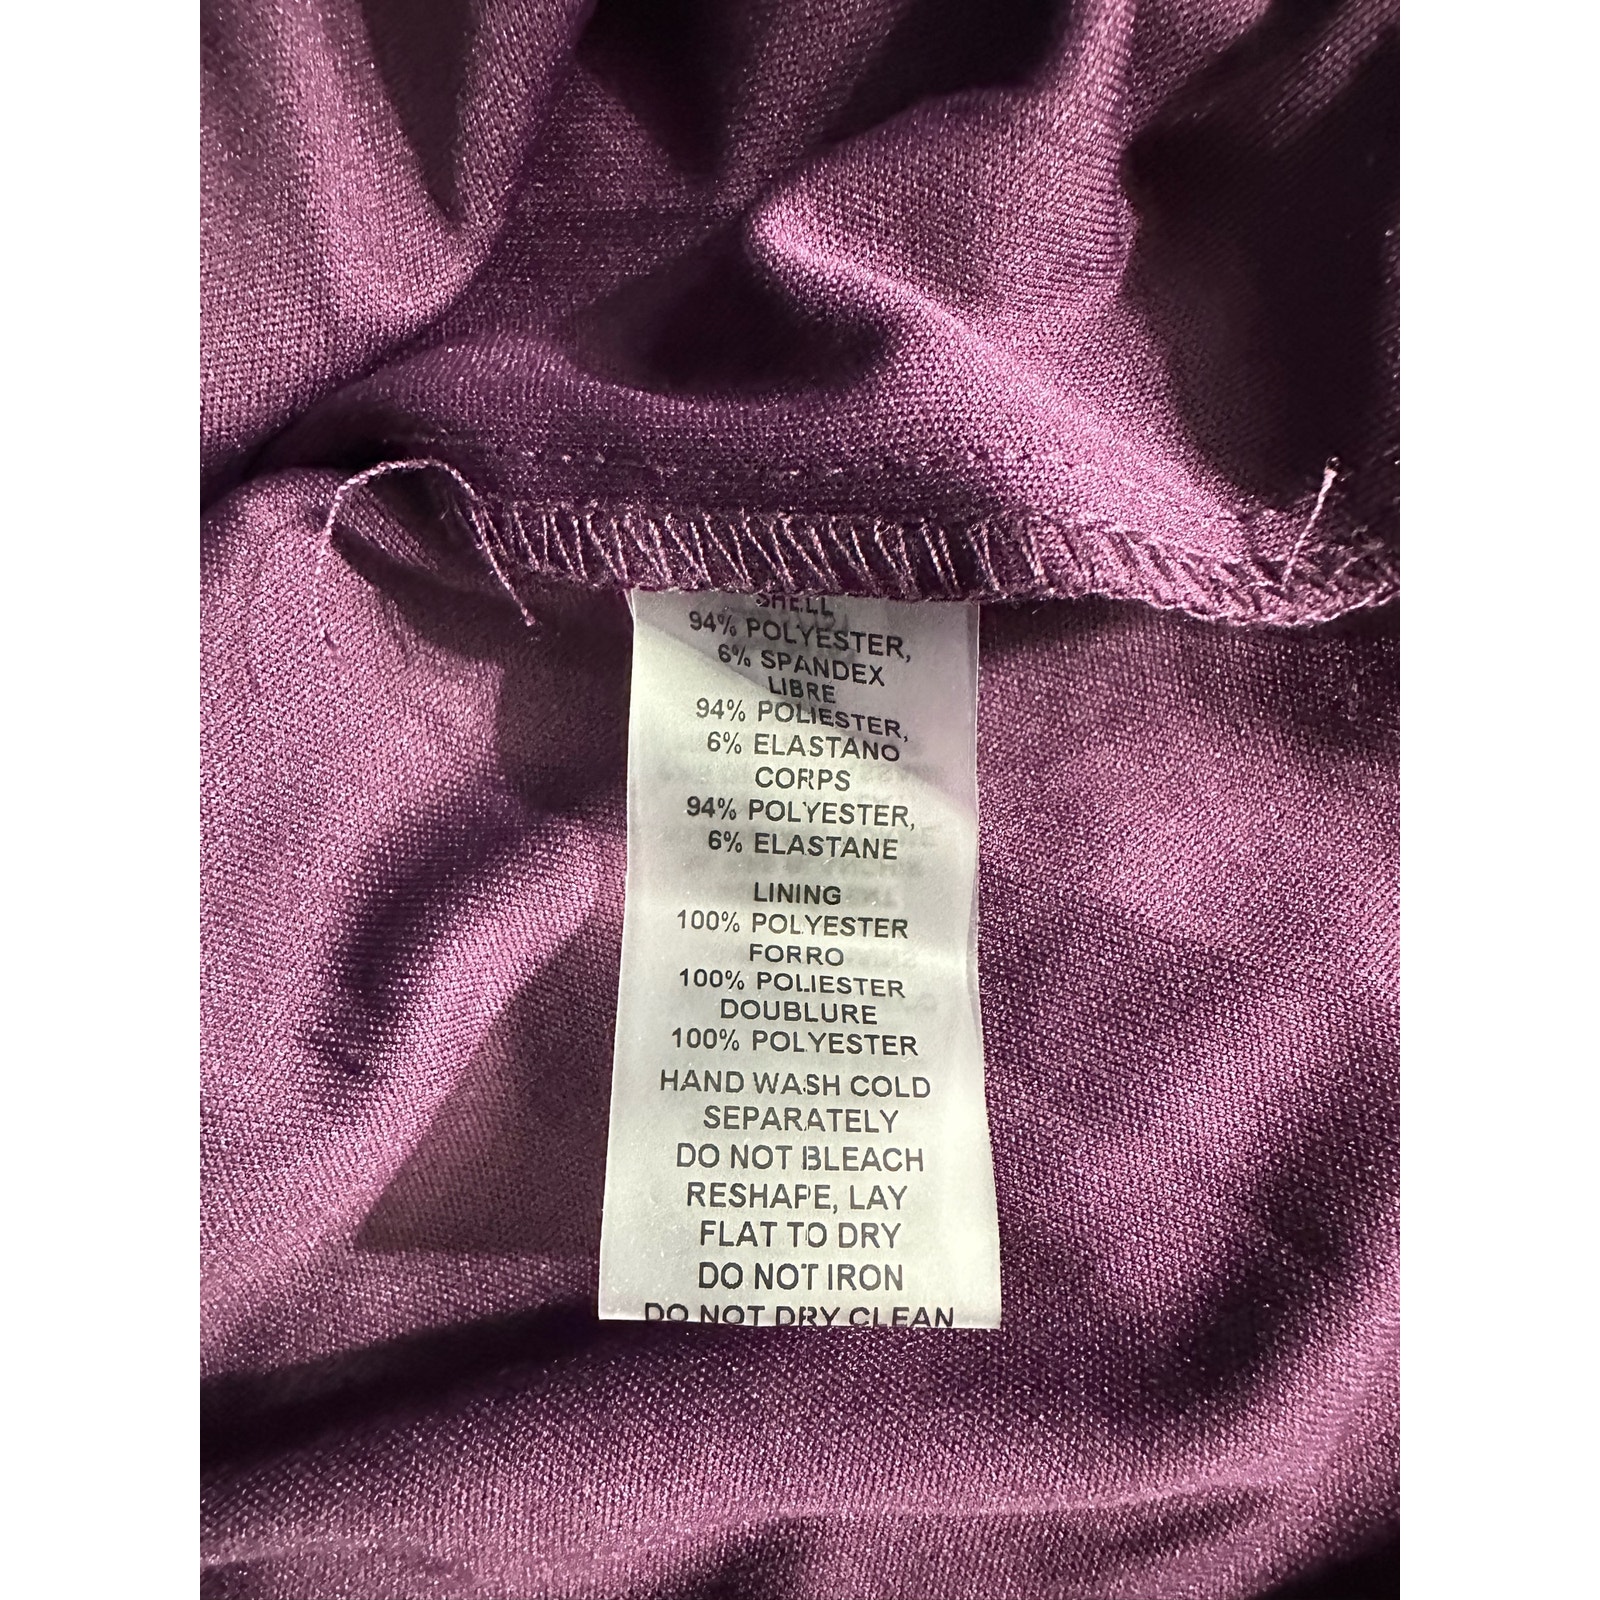 SHELL
94% POLYESTER,
6% SPANDEX
LIBRE
94% POLIESTER,
6% ELASTANO
CORPS
94% POLYESTER,
6% ELASTANE
LINING
100% POLYESTER
FORRO
100% POLIESTER
DOUBLURE
100% POLYESTER
HAND WASH COLD
SEPARATELY
DO NOT BLEACH
RESHAPE, LAY
FLAT TO DRY
DO NOT IRON
DO NOT DRY CLEAN